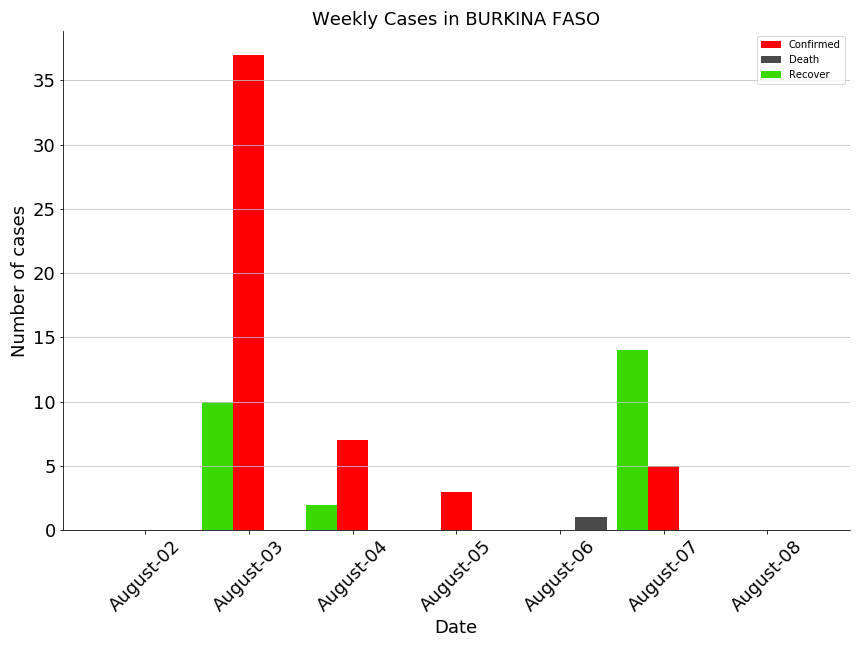 Weekly Cases in BURKINA FASO
Confirmed
Death
Recover
Number of cases
35
30
25
20
15
10
5
0
August-02
August-03
August-04
August-05
August-06
August-07
August-08
Date